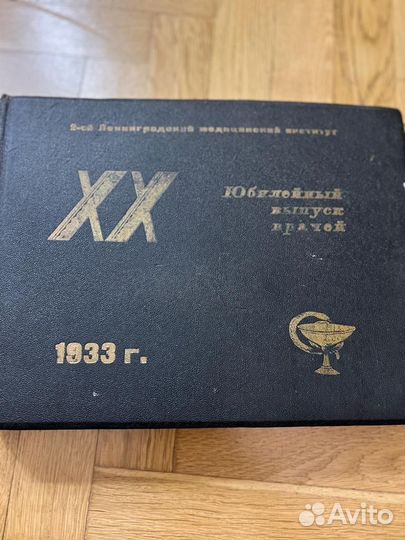 2-ой Ленинградский медицинский институт
XX
Юбилейный
выпуск
врачей
1933 г.
Avito